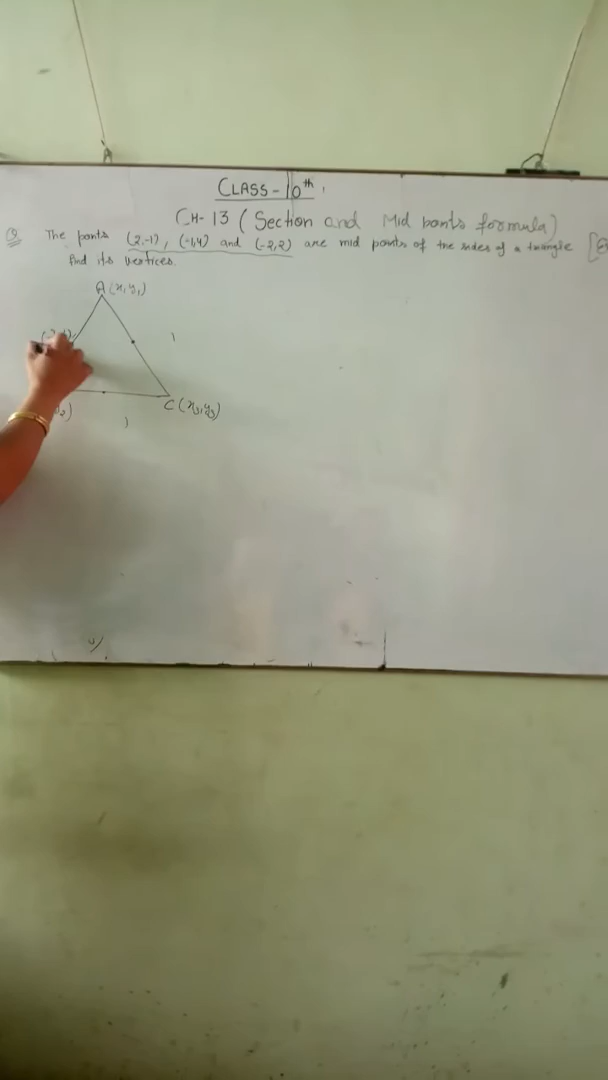 CLASS - 10th
CH- 13 ( Section and Mid points formula)
Q The points (2,-1), (-1,4) and (-2,2) are mid points of the sides of a triangle
find its vertices.
A (x1,y1)
C (x3,y3)